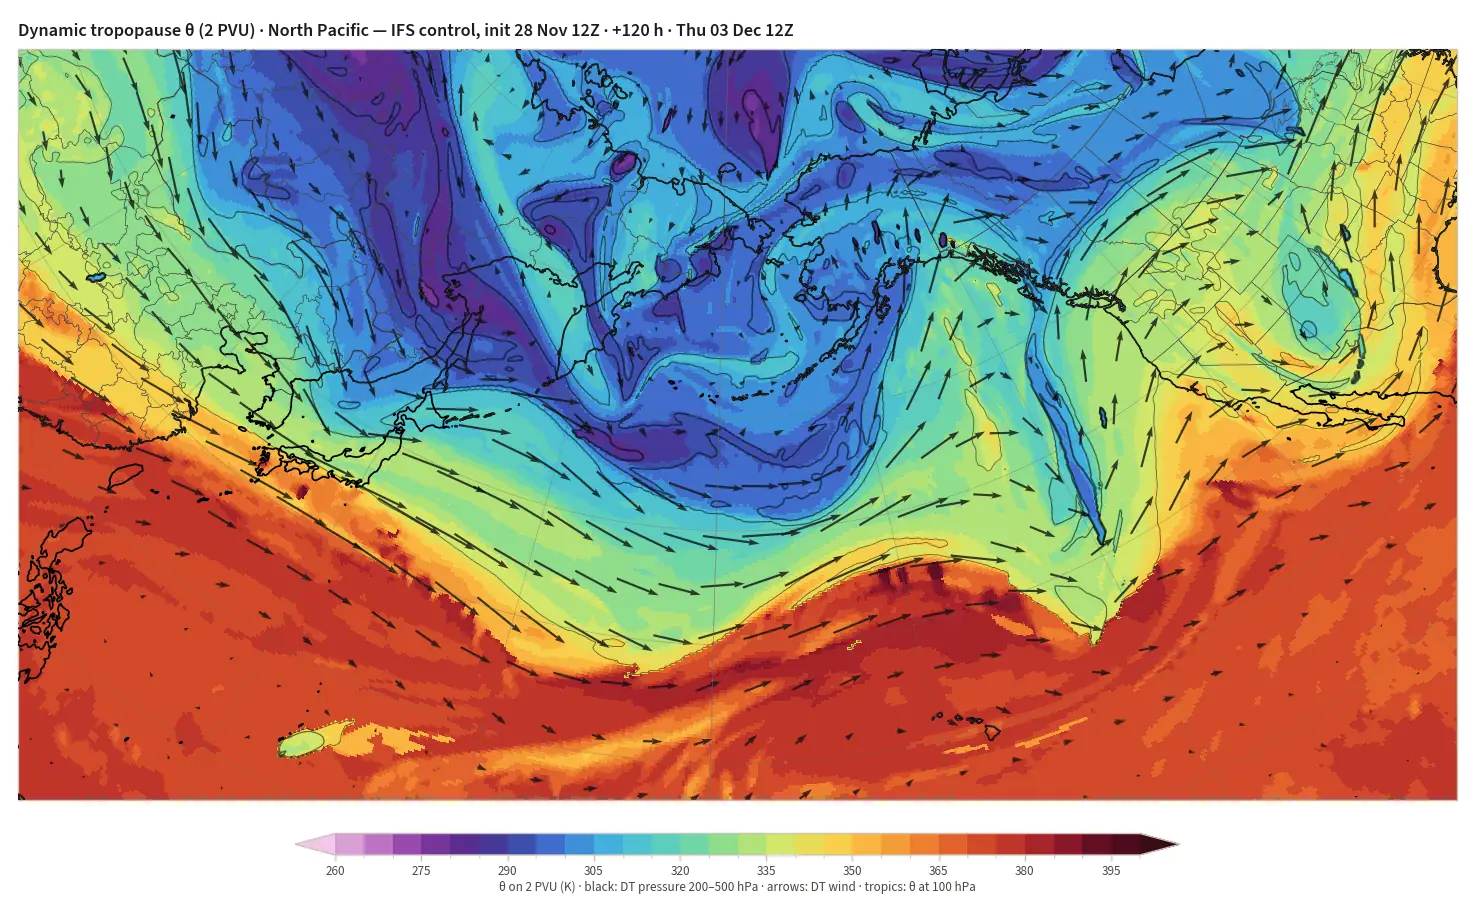 Dynamic tropopause θ (2 PVU) · North Pacific — IFS control, init 28 Nov 12Z · +120 h · Thu 03 Dec 12Z
260 275 290 305 320 335 350 365 380 395
θ on 2 PVU (K) · black: DT pressure 200–500 hPa · arrows: DT wind · tropics: θ at 100 hPa